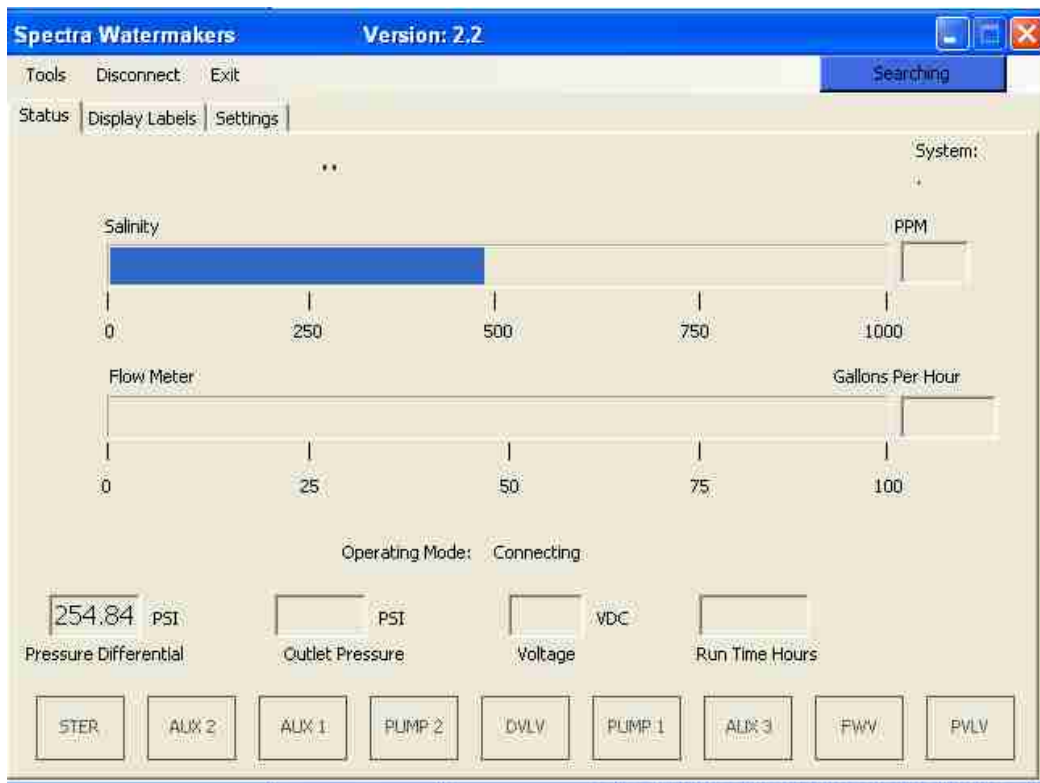 Spectra Watermakers Version: 2.2
Tools Disconnect Exit Searching
Status Display Labels Settings
System:
Salinity PPM
0 250 500 750 1000
Flow Meter Gallons Per Hour
0 25 50 75 100
Operating Mode: Connecting
254.84 PSI PSI VDC
Pressure Differential Outlet Pressure Voltage Run Time Hours
STER AUX 2 AUX 1 PUMP 2 DVLV PUMP 1 AUX 3 FWV PVLV